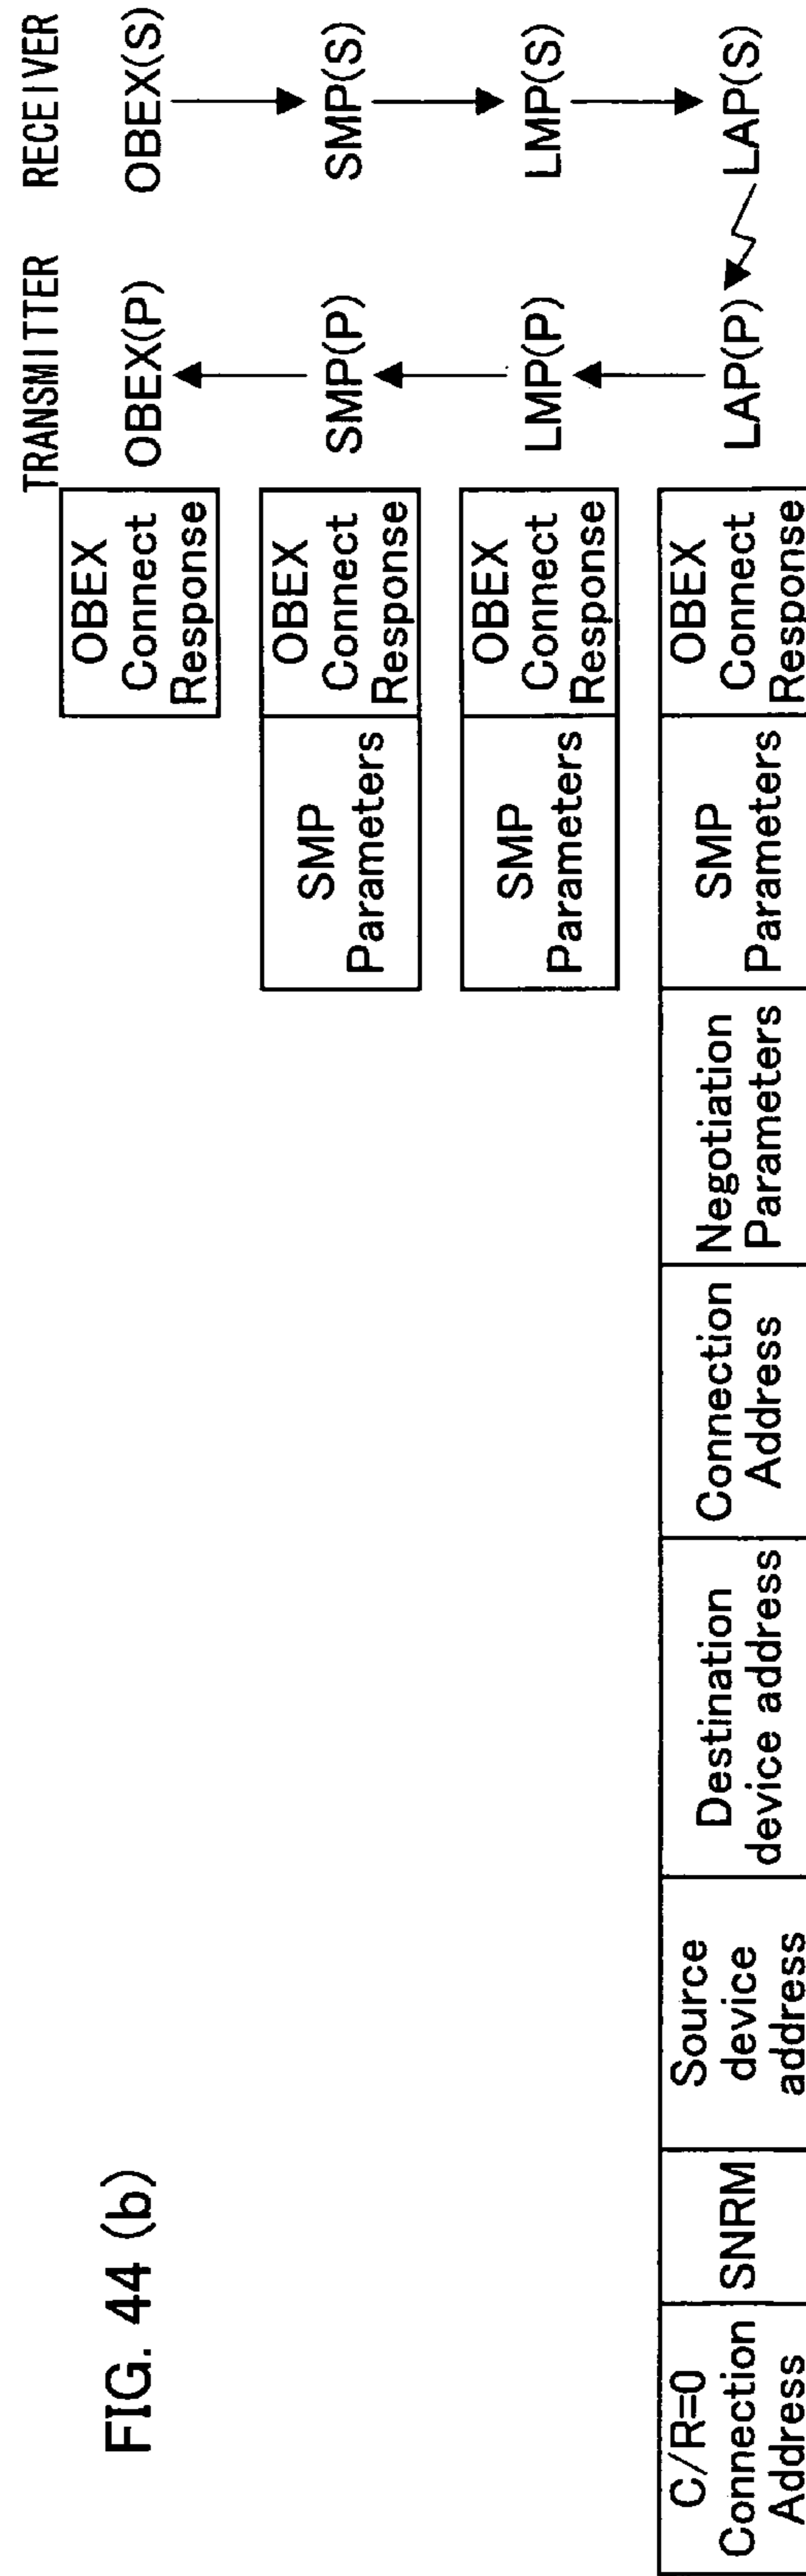 FIG. 44 (b)
TRANSMITTER RECEIVER
OBEX
Connect
Response
OBEX(P) OBEX(S)
SMP
Parameters
OBEX
Connect
Response
SMP(P) SMP(S)
SMP
Parameters
OBEX
Connect
Response
LMP(P) LMP(S)
C/R=0
Connection
Address
SNRM
Source
device
address
Destination
device address
Connection
Address
Negotiation
Parameters
SMP
Parameters
OBEX
Connect
Response
LAP(P) LAP(S)